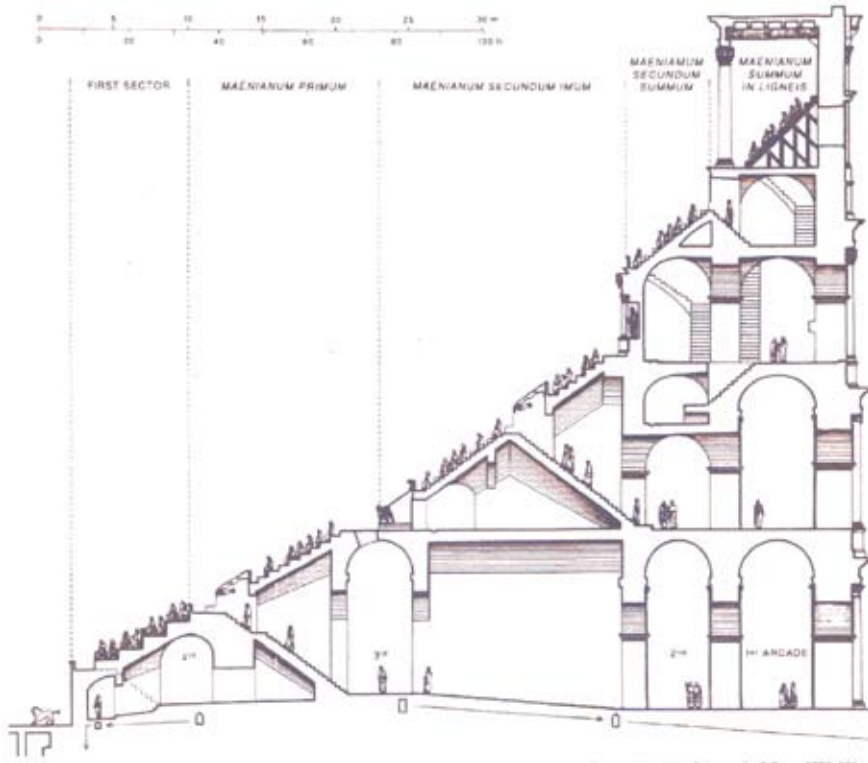 0 5 10 15 20 25 30 m
0 20 40 60 80 100 ft
FIRST SECTOR
MAENIANUM PRIMUM
MAENIANUM SECUNDUM IMUM
MAENIANUM
SECUNDUM
SUMMUM
MAENIANUM
SUMMUM
IN LIGNEIS
3rd
2nd
1st ARCADE